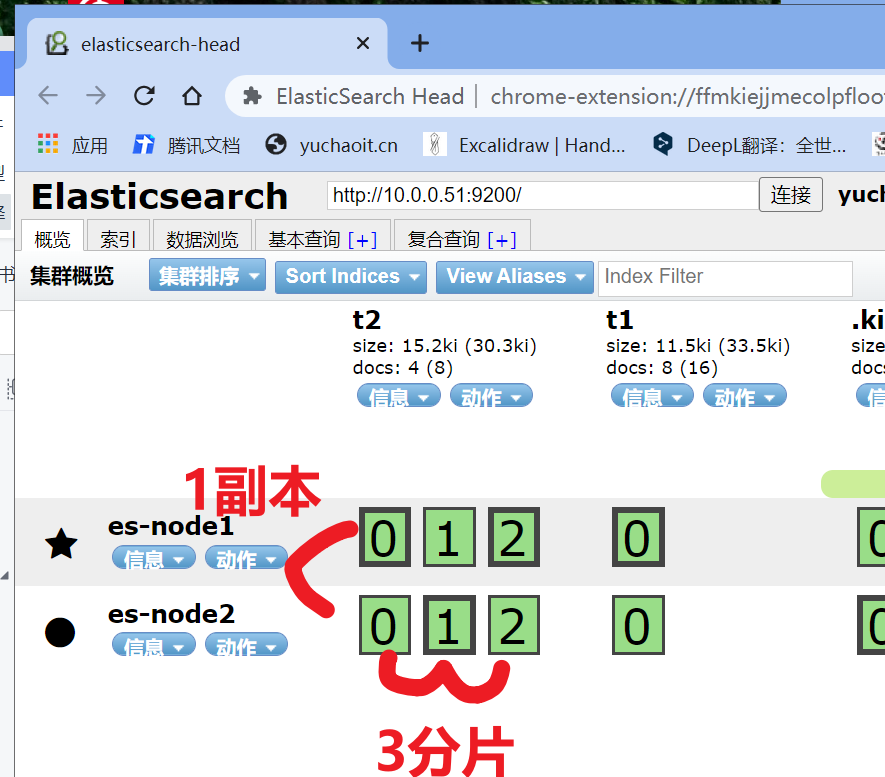 elasticsearch-head
ElasticSearch Head | chrome-extension://ffmkiejjmecolpfloo
应用 腾讯文档 yuchaoit.cn Excalidraw | Hand... DeepL翻译：全世...
Elasticsearch http://10.0.0.51:9200/ 连接 yuch
概览 索引 数据浏览 基本查询 [+] 复合查询 [+]
集群概览 集群排序 Sort Indices View Aliases Index Filter
t2 t1 .ki
size: 15.2ki (30.3ki) size: 11.5ki (33.5ki) size
docs: 4 (8) docs: 8 (16) docs
信息 动作 信息 动作
1副本
es-node1 0 1 2 0 0
信息 动作
es-node2 0 1 2 0 0
信息 动作
3分片